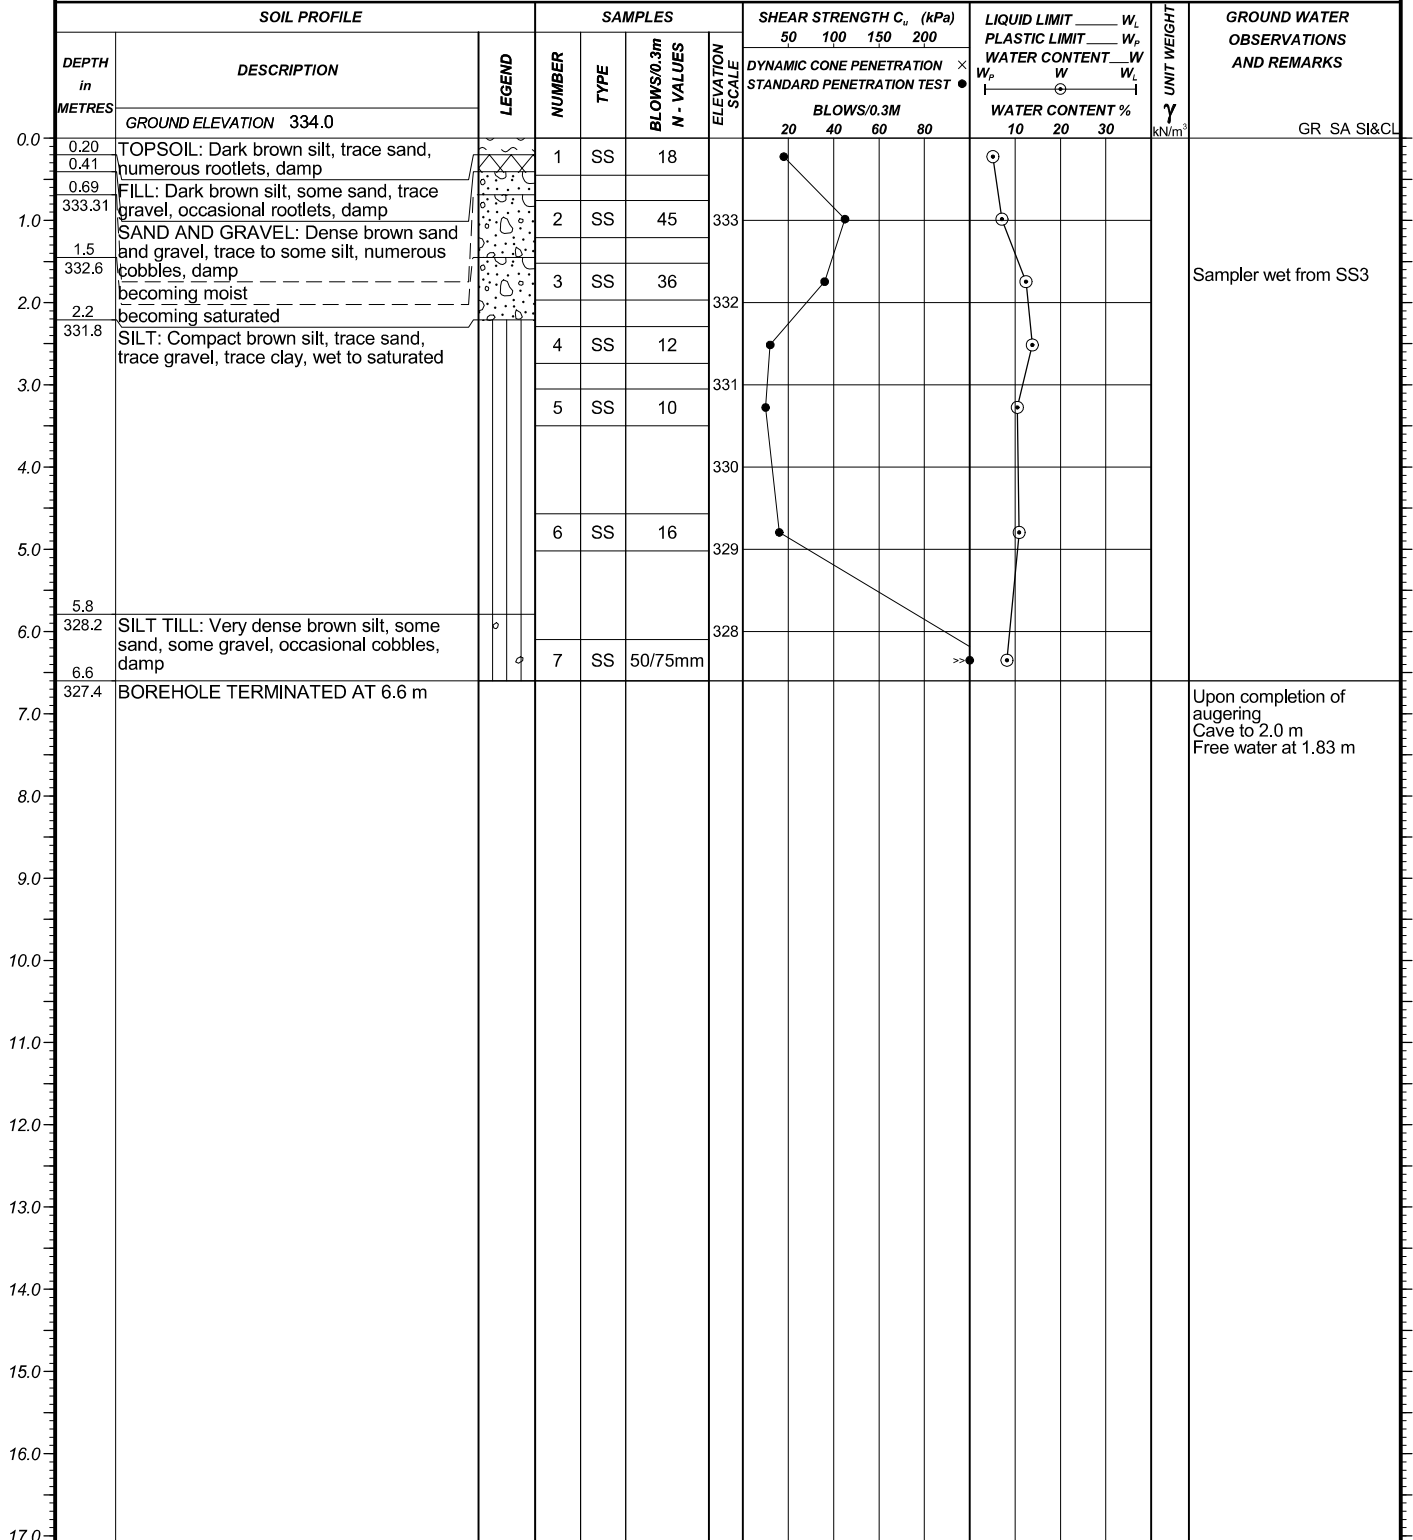 SOIL PROFILE
SAMPLES
SHEAR STRENGTH Cu (kPa)
50 100 150 200
DYNAMIC CONE PENETRATION ×
STANDARD PENETRATION TEST ●
BLOWS/0.3M
20 40 60 80
LIQUID LIMIT _____ WL
PLASTIC LIMIT ____ WP
WATER CONTENT__W
WP W WL
WATER CONTENT %
10 20 30
UNIT WEIGHT
γ
kN/m³
GROUND WATER
OBSERVATIONS
AND REMARKS
GR SA SI&CL
DEPTH
in
METRES
DESCRIPTION
GROUND ELEVATION 334.0
LEGEND
NUMBER
TYPE
BLOWS/0.3m
N - VALUES
ELEVATION
SCALE
0.0
0.20
0.41
TOPSOIL: Dark brown silt, trace sand,
numerous rootlets, damp
1 SS 18
0.69
333.31
FILL: Dark brown silt, some sand, trace
gravel, occasional rootlets, damp
1.0
2 SS 45
333
1.5
332.6
SAND AND GRAVEL: Dense brown sand
and gravel, trace to some silt, numerous
cobbles, damp
becoming moist
3 SS 36
Sampler wet from SS3
2.0
332
2.2
331.8
becoming saturated
SILT: Compact brown silt, trace sand,
trace gravel, trace clay, wet to saturated
4 SS 12
3.0
331
5 SS 10
4.0
330
6 SS 16
5.0
329
5.8
328.2
6.0
328
SILT TILL: Very dense brown silt, some
sand, some gravel, occasional cobbles,
damp
7 SS 50/75mm
>>
6.6
327.4
BOREHOLE TERMINATED AT 6.6 m
Upon completion of
augering
Cave to 2.0 m
Free water at 1.83 m
7.0
8.0
9.0
10.0
11.0
12.0
13.0
14.0
15.0
16.0
17.0